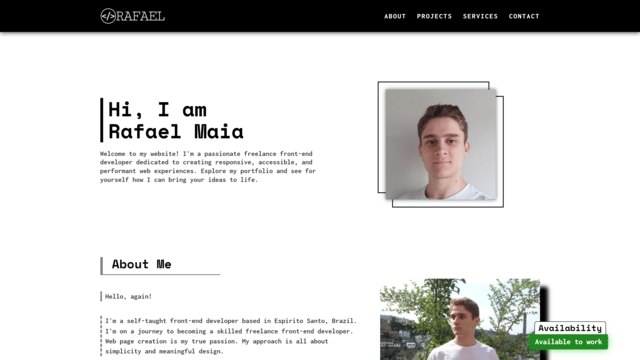 </>RAFAEL
ABOUT PROJECTS SERVICES CONTACT
Hi, I am
Rafael Maia
Welcome to my website! I'm a passionate freelance front-end
developer dedicated to creating responsive, accessible, and
performant web experiences. Explore my portfolio and see for
yourself how I can bring your ideas to life.
About Me
Hello, again!
I'm a self-taught front-end developer based in Espirito Santo, Brazil.
I'm on a journey to becoming a skilled freelance front-end developer.
Web page creation is my true passion. My approach is all about
simplicity and meaningful design.
Availability
Available to work